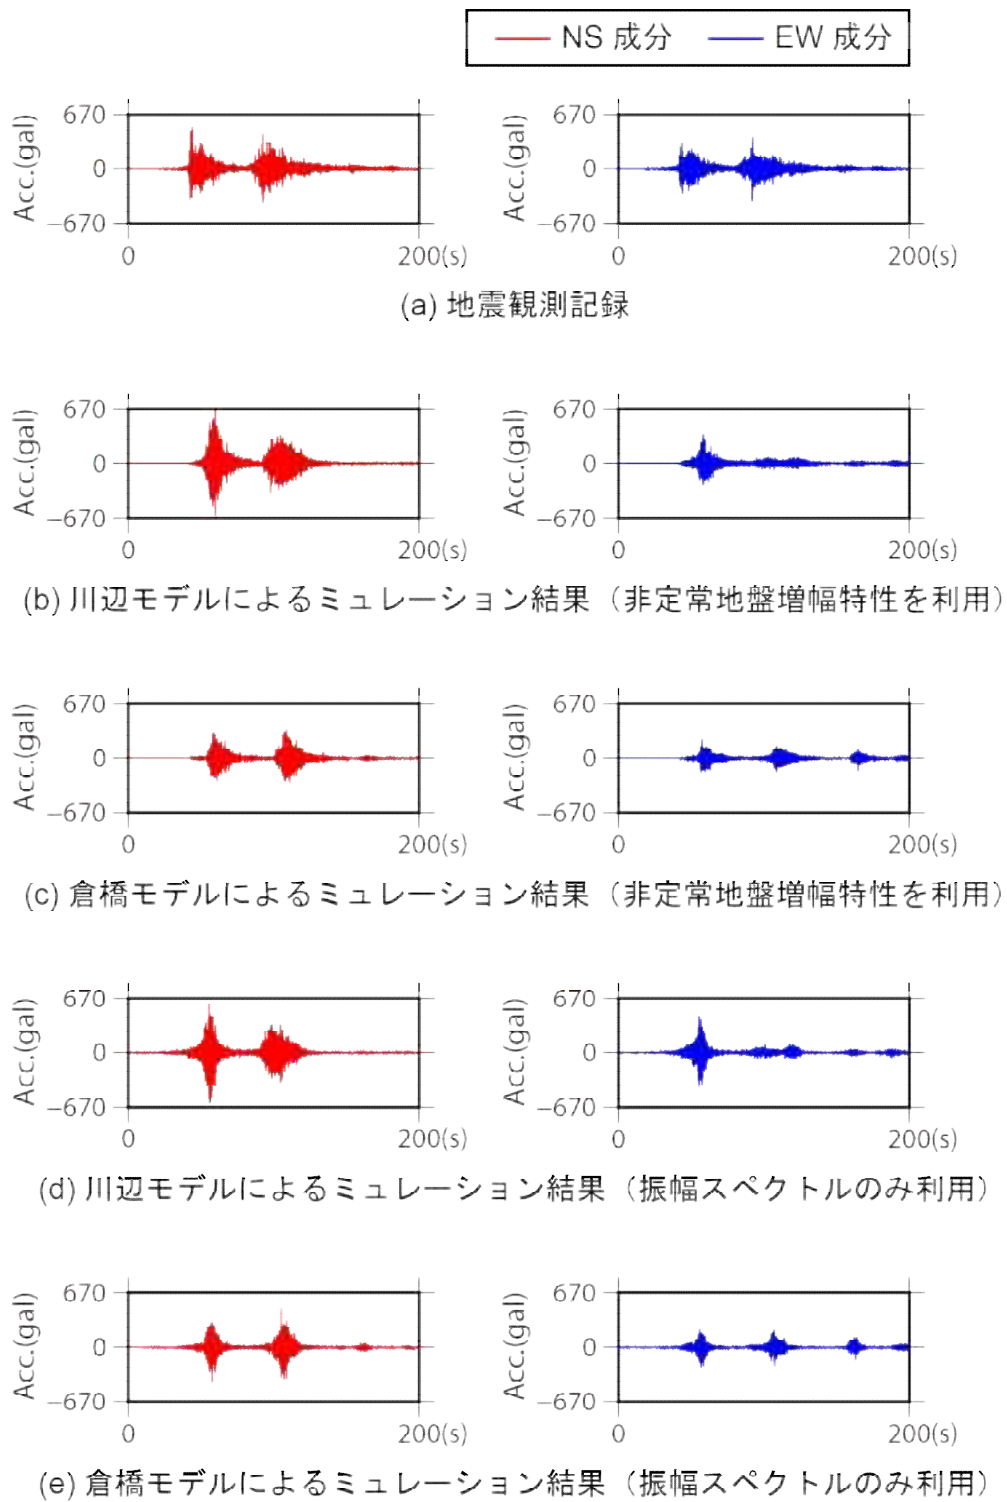 NS 成分 EW 成分
Acc.(gal) 670 0 −670 0 200(s) Acc.(gal) 670 0 −670 0 200(s)
(a) 地震観測記録
Acc.(gal) 670 0 −670 0 200(s) Acc.(gal) 670 0 −670 0 200(s)
(b) 川辺モデルによるミュレーション結果（非定常地盤増幅特性を利用）
Acc.(gal) 670 0 −670 0 200(s) Acc.(gal) 670 0 −670 0 200(s)
(c) 倉橋モデルによるミュレーション結果（非定常地盤増幅特性を利用）
Acc.(gal) 670 0 −670 0 200(s) Acc.(gal) 670 0 −670 0 200(s)
(d) 川辺モデルによるミュレーション結果（振幅スペクトルのみ利用）
Acc.(gal) 670 0 −670 0 200(s) Acc.(gal) 670 0 −670 0 200(s)
(e) 倉橋モデルによるミュレーション結果（振幅スペクトルのみ利用）